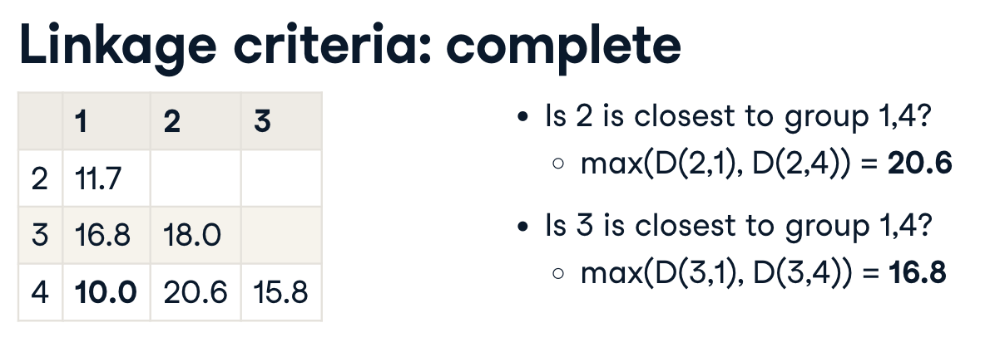 Linkage criteria: complete
1 2 3
2 11.7
3 16.8 18.0
4 10.0 20.6 15.8
• Is 2 is closest to group 1,4?
○ max(D(2,1), D(2,4)) = 20.6
• Is 3 is closest to group 1,4?
○ max(D(3,1), D(3,4)) = 16.8